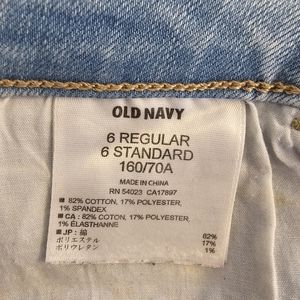 OLD NAVY
6 REGULAR
6 STANDARD
160/70A
MADE IN CHINA
RN 54023 CA17897
■ 82% COTTON, 17% POLYESTER,
1% SPANDEX
■ CA : 82% COTON, 17% POLYESTER,
1% ÉLASTHANNE
■ JP : 綿 82%
ポリエステル 17%
ポリウレタン 1%